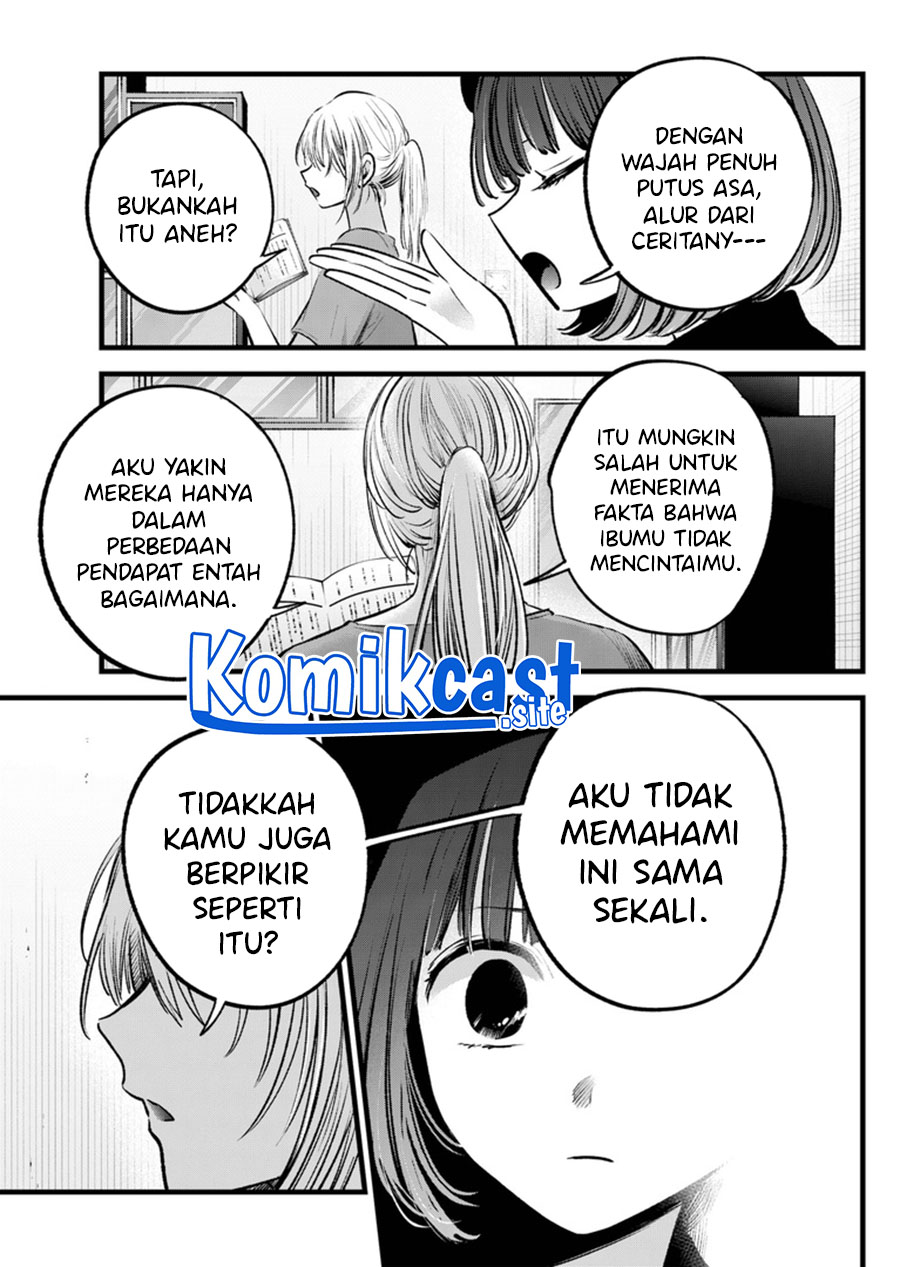 DENGAN
WAJAH PENUH
PUTUS ASA,
ALUR DARI
CERITANY---
TAPI,
BUKANKAH
ITU ANEH?
ITU MUNGKIN
SALAH UNTUK
MENERIMA
FAKTA BAHWA
IBUMU TIDAK
MENCINTAIMU.
AKU YAKIN
MEREKA HANYA
DALAM
PERBEDAAN
PENDAPAT ENTAH
BAGAIMANA.
Komikcast
.site
AKU TIDAK
MEMAHAMI
INI SAMA
SEKALI.
TIDAKKAH
KAMU JUGA
BERPIKIR
SEPERTI
ITU?